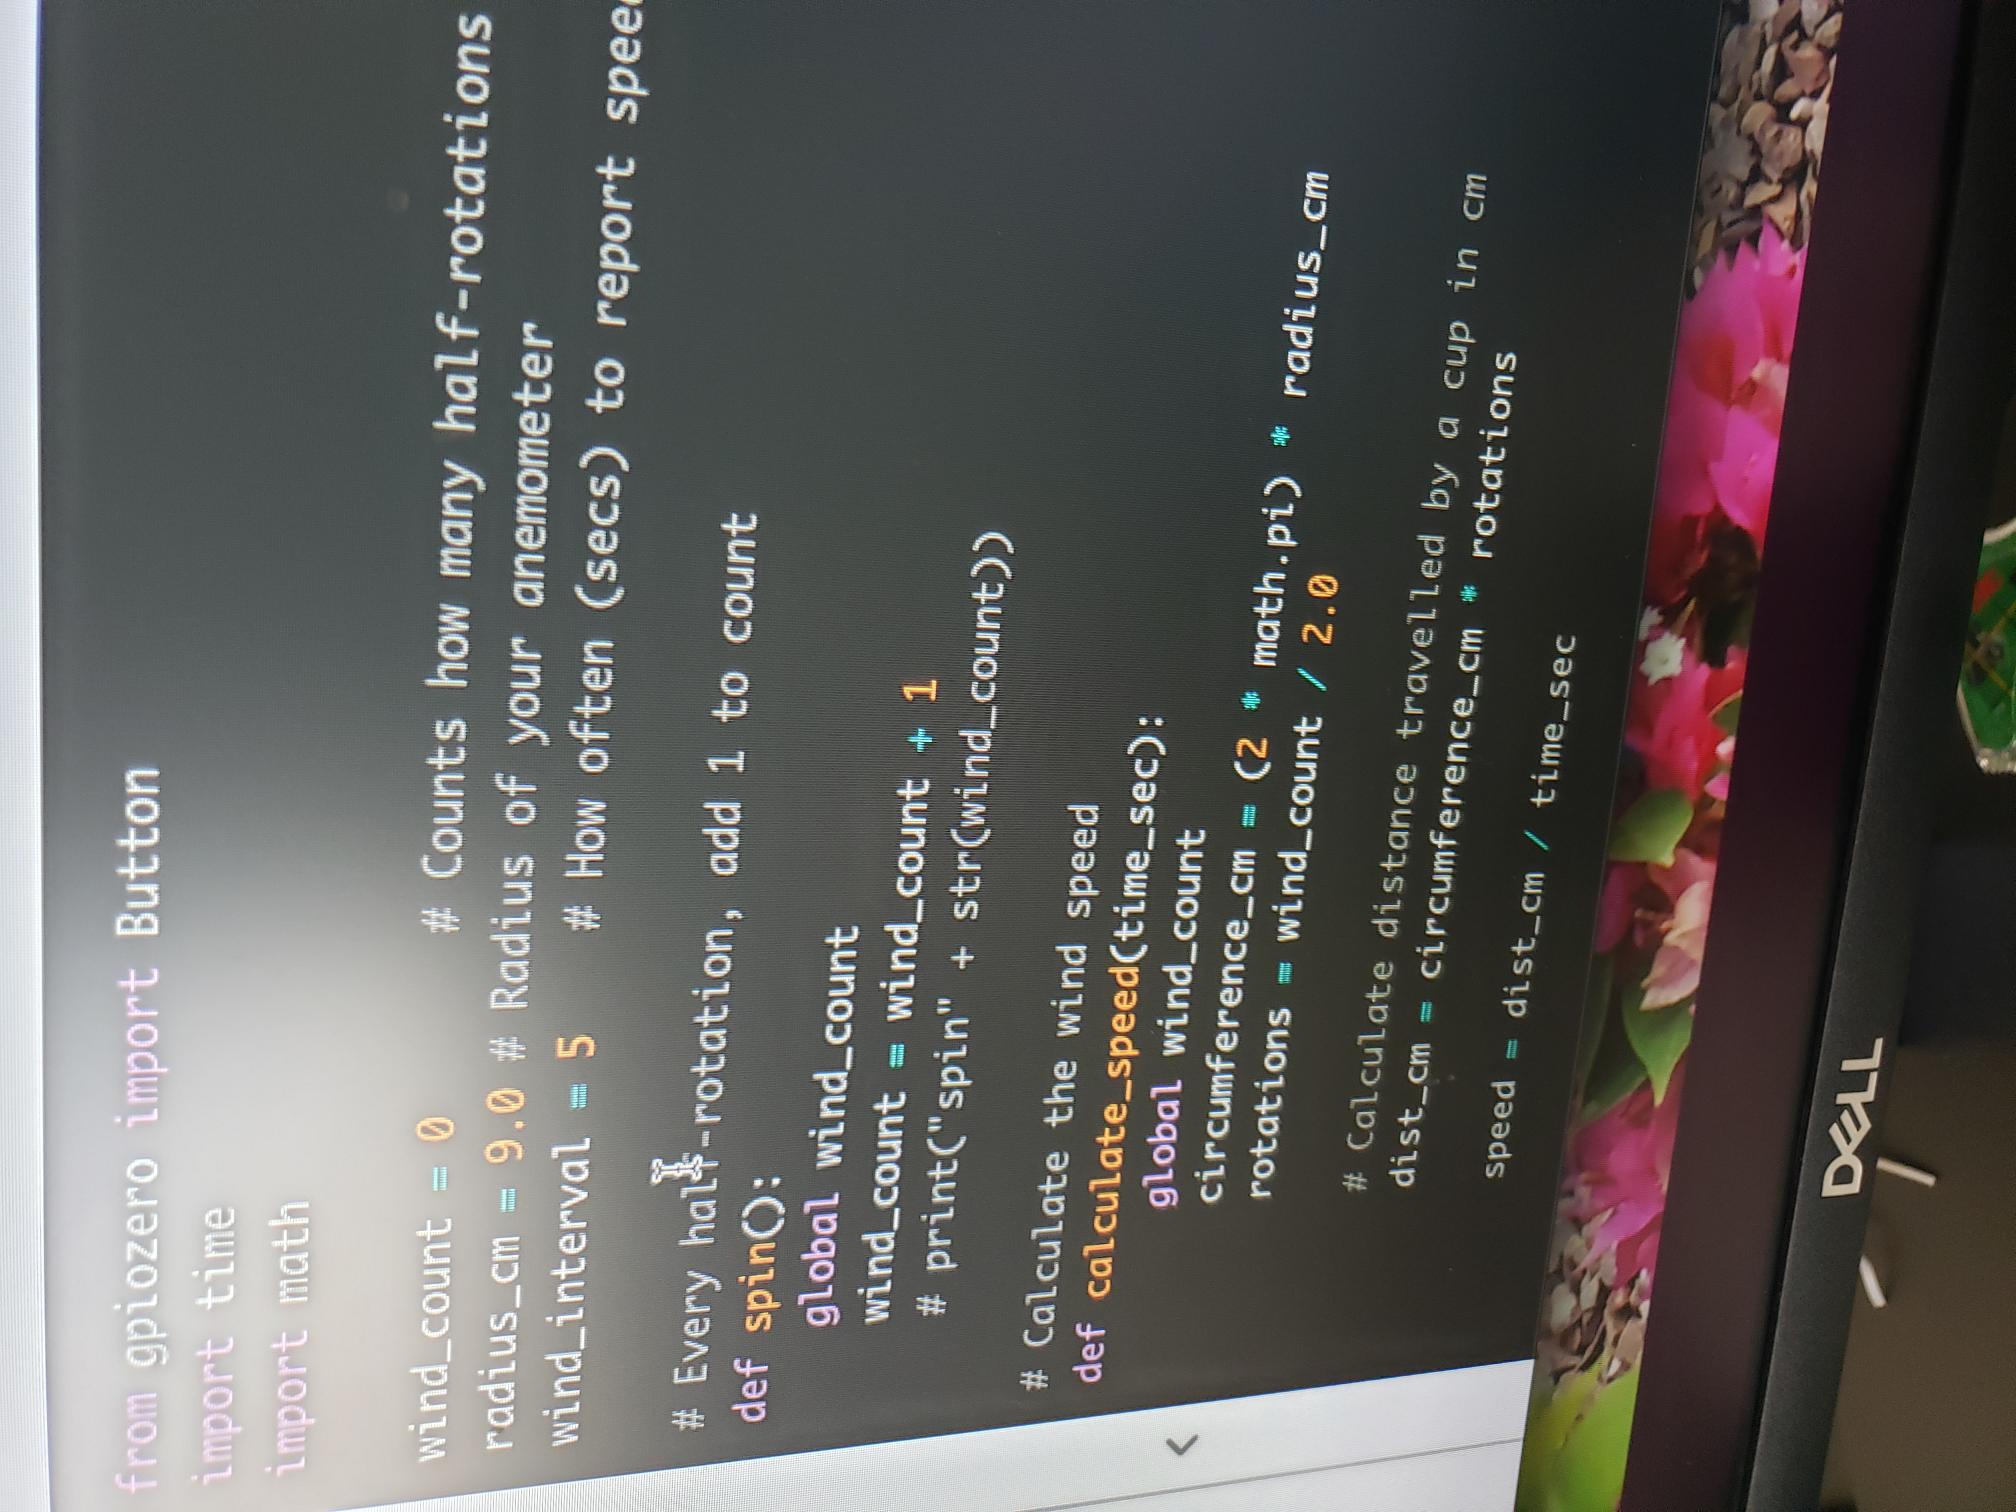 from gpiozero import Button
import time
import math
wind_count = 0      # Counts how many half-rotations
radius_cm = 9.0 # Radius of your anemometer
wind_interval = 5    # How often (secs) to report
# Every half-rotation, add 1 to count
def spin():
    global wind_count
    wind_count = wind_count + 1
    # print("spin" + str(wind_count))
# Calculate the wind speed
def calculate_speed(time_sec):
        global wind_count
        circumference_cm = (2 * math.pi) * radius_cm
        rotations = wind_count / 2.0
        # Calculate distance travelled by a cup in cm
        dist_cm = circumference_cm * rotations
        speed = dist_cm / time_sec
DELL